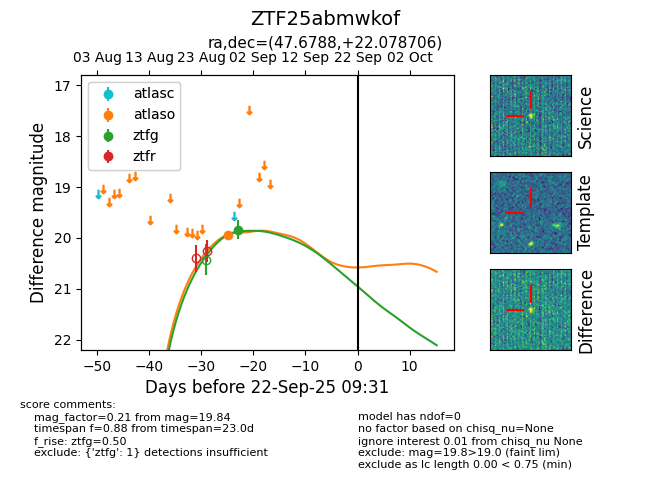 ZTF25abmwkof
ra,dec=(47.6788,+22.078706)
03 Aug 13 Aug 23 Aug 02 Sep 12 Sep 22 Sep 02 Oct
17
18
19
20
21
22
Difference magnitude
atlasc
atlaso
ztfg
ztfr
−50 −40 −30 −20 −10 0 10
Days before 22-Sep-25 09:31
Science
Template
Difference
score comments:
mag_factor=0.21 from mag=19.84
timespan f=0.88 from timespan=23.0d
f_rise: ztfg=0.50
exclude: {'ztfg': 1} detections insufficient
model has ndof=0
no factor based on chisq_nu=None
ignore interest 0.01 from chisq_nu None
exclude: mag=19.8>19.0 (faint lim)
exclude as lc length 0.00 < 0.75 (min)